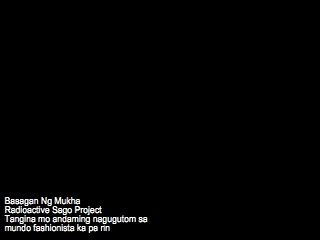 Basagan Ng Mukha
Radioactive Sago Project
Tangina mo andaming nagugutom sa
mundo fashionista ka pa rin